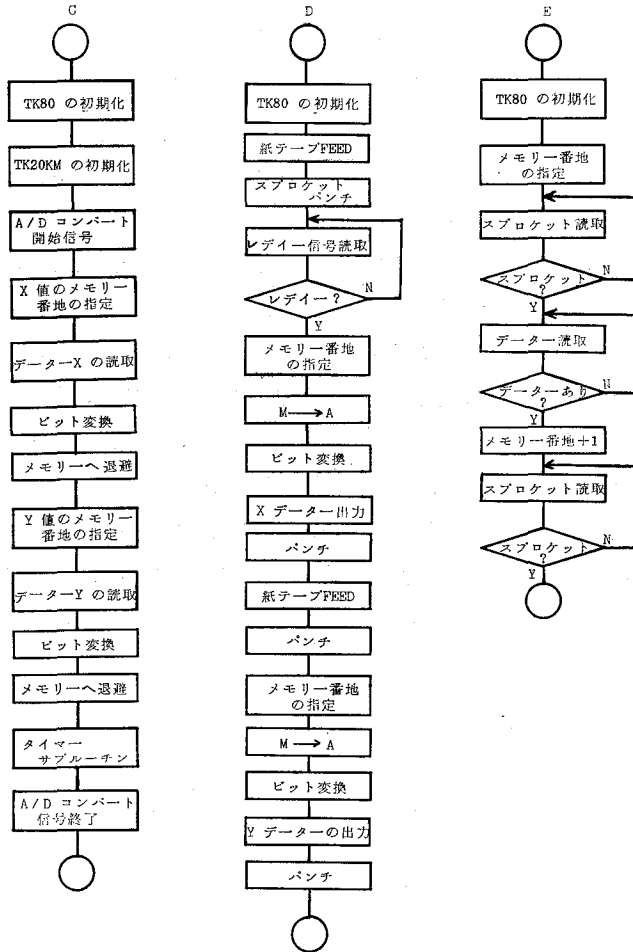 C
TK80 の初期化
TK20KM の初期化
A/D コンバート
開始信号
X 値のメモリー
番地の指定
データーX の読取
ビット変換
メモリーへ退避
Y 値のメモリー
番地の指定
データーY の読取
ビット変換
メモリーへ退避
タイマー
サブルーチン
A/D コンバート
信号終了
D
TK80 の初期化
紙テープFEED
スプロケット
パンチ
レデイー信号読取
レデイー?
N
Y
メモリー番地
の指定
M → A
ビット変換
X データー出力
パンチ
紙テープFEED
パンチ
メモリー番地
の指定
M → A
ビット変換
Y データーの出力
パンチ
E
TK80 の初期化
メモリー番地
の指定
スプロケット読取
スプロケット
?
N
Y
データー読取
データーあり
?
N
Y
メモリー番地+1
スプロケット読取
スプロケット
?
N
Y